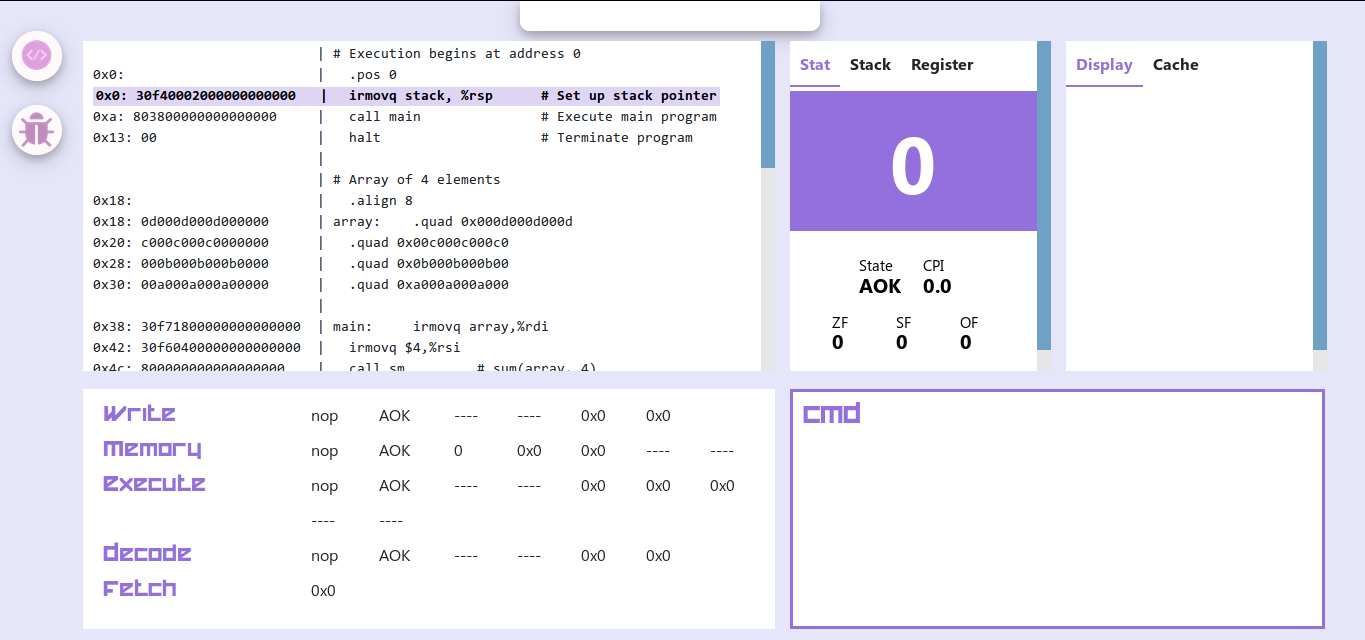 | # Execution begins at address 0
0x0: | .pos 0
0x0: 30f40002000000000000 | irmovq stack, %rsp # Set up stack pointer
0xa: 803800000000000000 | call main # Execute main program
0x13: 00 | halt # Terminate program
|
| # Array of 4 elements
0x18: | .align 8
0x18: 0d000d000d000000 | array: .quad 0x000d000d000d
0x20: c000c000c0000000 | .quad 0x00c000c000c0
0x28: 000b000b000b0000 | .quad 0x0b000b000b00
0x30: 00a000a000a00000 | .quad 0xa000a000a000
|
0x38: 30f71800000000000000 | main: irmovq array,%rdi
0x42: 30f60400000000000000 | irmovq $4,%rsi
0x4c: 800000000000000000 | call sm # sum(array, 4)
Stat Stack Register
0
State CPI
AOK 0.0
ZF SF OF
0 0 0
Display Cache
Write nop AOK ---- ---- 0x0 0x0
Memory nop AOK 0 0x0 0x0 ---- ----
Execute nop AOK ---- ---- 0x0 0x0 0x0
---- ----
decode nop AOK ---- ---- 0x0 0x0
Fetch 0x0
cmd